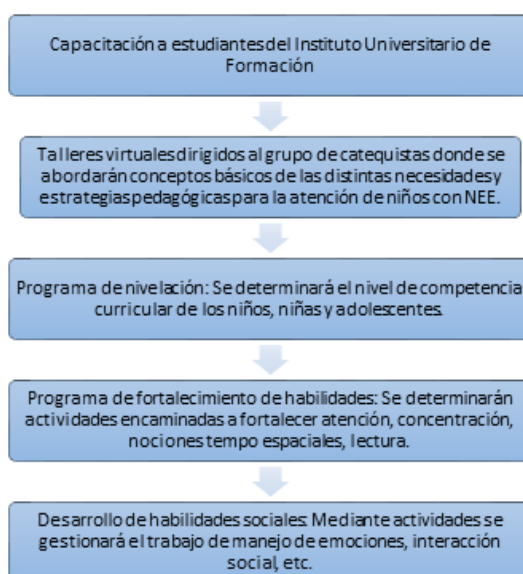 Capacitación a estudiantes del Instituto Universitario de
Formación
Talleres virtuales dirigidos al grupo de catequistas donde se
abordarán conceptos básicos de las distintas necesidades y
estrategias pedagógicas para la atención de niños con NEE.
Programa de nivelación: Se determinará el nivel de competencia
curricular de los niños, niñas y adolescentes.
Programa de fortalecimiento de habilidades: Se determinarán
actividades encaminadas a fortalecer atención, concentración,
nociones tempo espaciales, lectura.
Desarrollo de habilidades sociales: Mediante actividades se
gestionará el trabajo de manejo de emociones, interacción
social, etc.